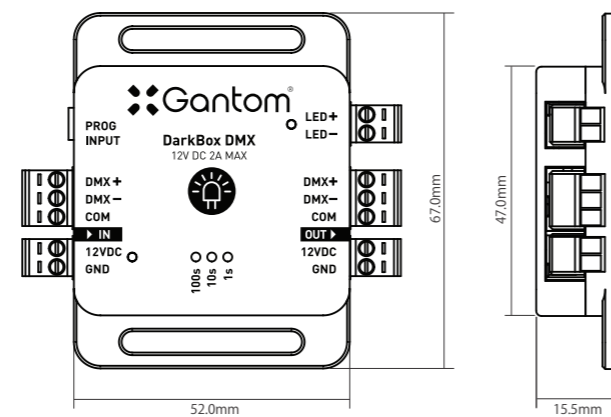 Gantom®
PROG
INPUT
DarkBox DMX
12V DC 2A MAX
LED+
LED-
DMX+
DMX-
COM
IN
12VDC
GND
DMX+
DMX-
COM
OUT
12VDC
GND
100s
10s
1s
67.0mm
52.0mm
47.0mm
15.5mm